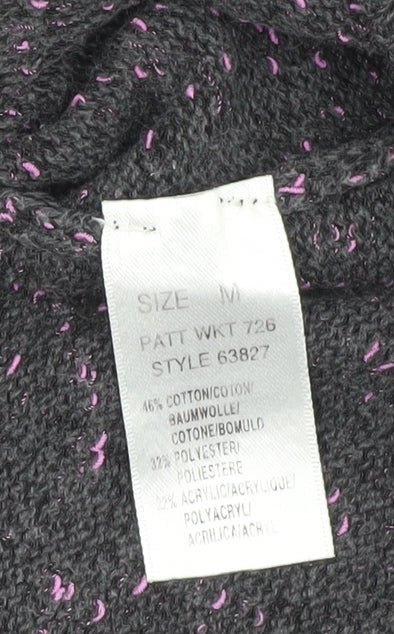 SIZE M
PATT WKT 726
STYLE 63827
46% COTTON/COTON/
BAUMWOLLE/
COTONE/BOMULD
32% POLYESTER/
POLIESTERE
22% ACRYLIC/ACRYLIQUE/
POLYACRYL/
ACRILICA/ACRYL